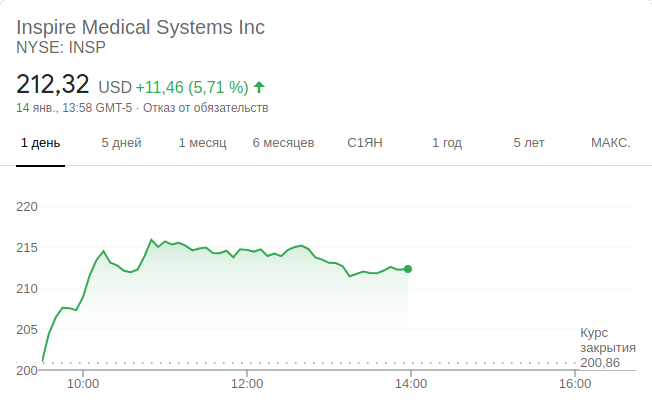 Inspire Medical Systems Inc
NYSE: INSP
212,32 USD +11,46 (5,71 %)
14 янв., 13:58 GMT-5 · Отказ от обязательств
1 день 5 дней 1 месяц 6 месяцев С1ЯН 1 год 5 лет МАКС.
220
215
210
205
Курс
закрытия
200,86
200
10:00 12:00 14:00 16:00